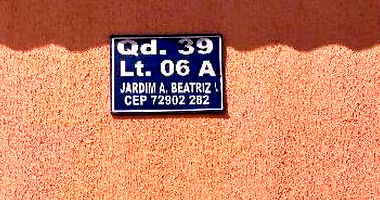 Qd. 39
Lt. 06 A
JARDIM A. BEATRIZ
CEP 72902 282